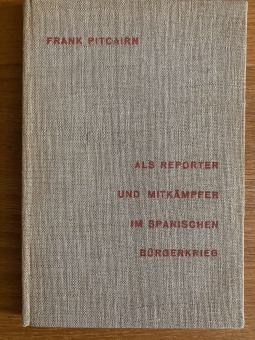 FRANK PITCAIRN
ALS REPORTER
UND MITKÄMPFER
IM SPANISCHEN
BÜRGERKRIEG